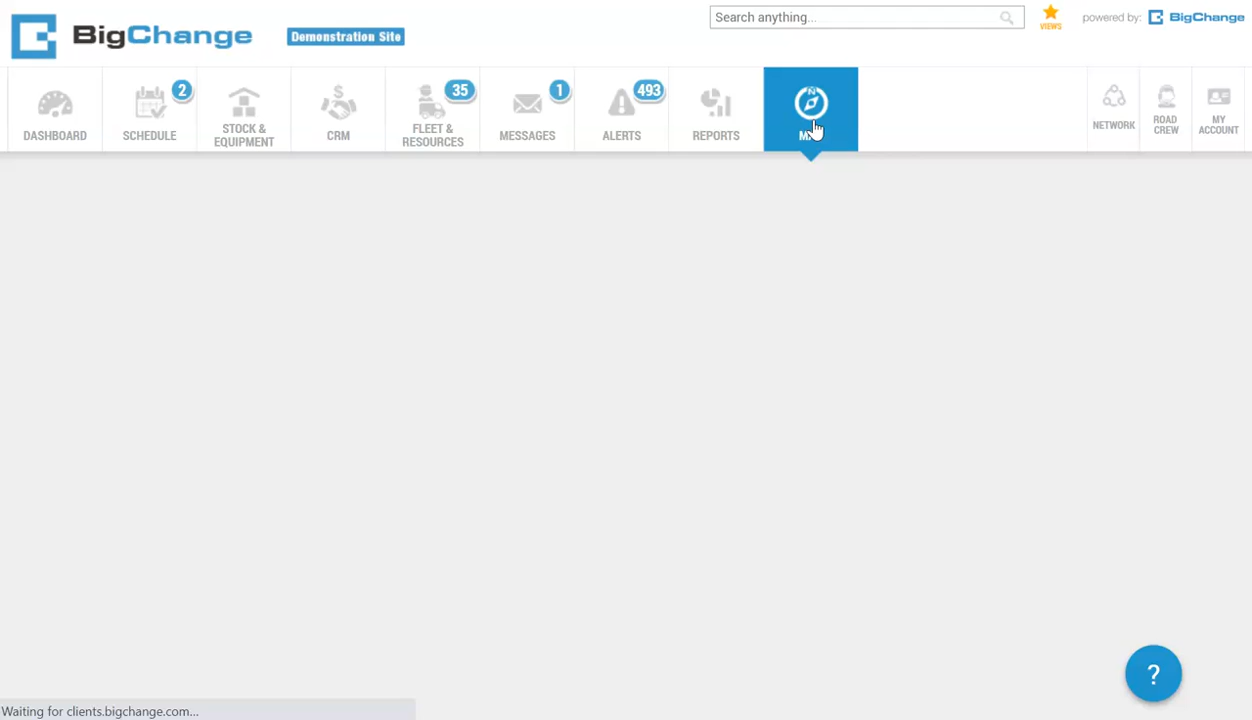 BigChange
Demonstration Site
Search anything...
VIEWS
powered by: BigChange
DASHBOARD
2
SCHEDULE
STOCK &
EQUIPMENT
CRM
35
FLEET &
RESOURCES
1
MESSAGES
493
ALERTS
REPORTS
N
NETWORK
ROAD
CREW
MY
ACCOUNT
?
Waiting for clients.bigchange.com...